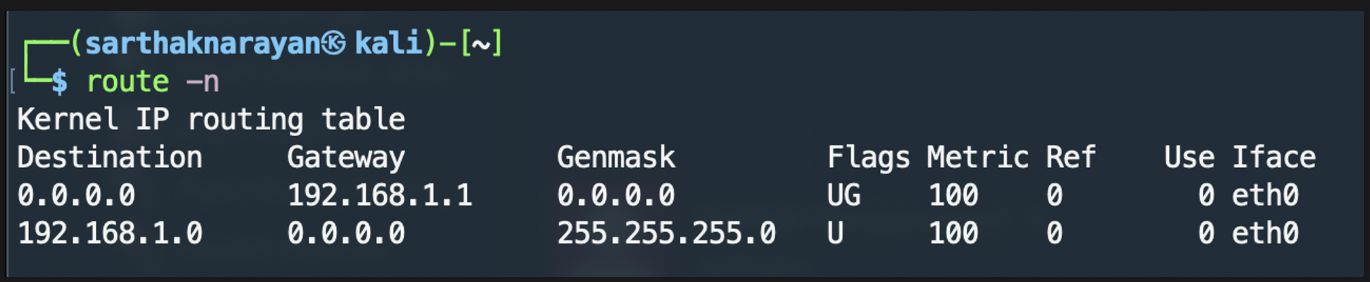 ┌──(sarthaknarayan㉿ kali)-[~]
[└─$ route -n
Kernel IP routing table
Destination Gateway Genmask Flags Metric Ref Use Iface
0.0.0.0 192.168.1.1 0.0.0.0 UG 100 0 0 eth0
192.168.1.0 0.0.0.0 255.255.255.0 U 100 0 0 eth0